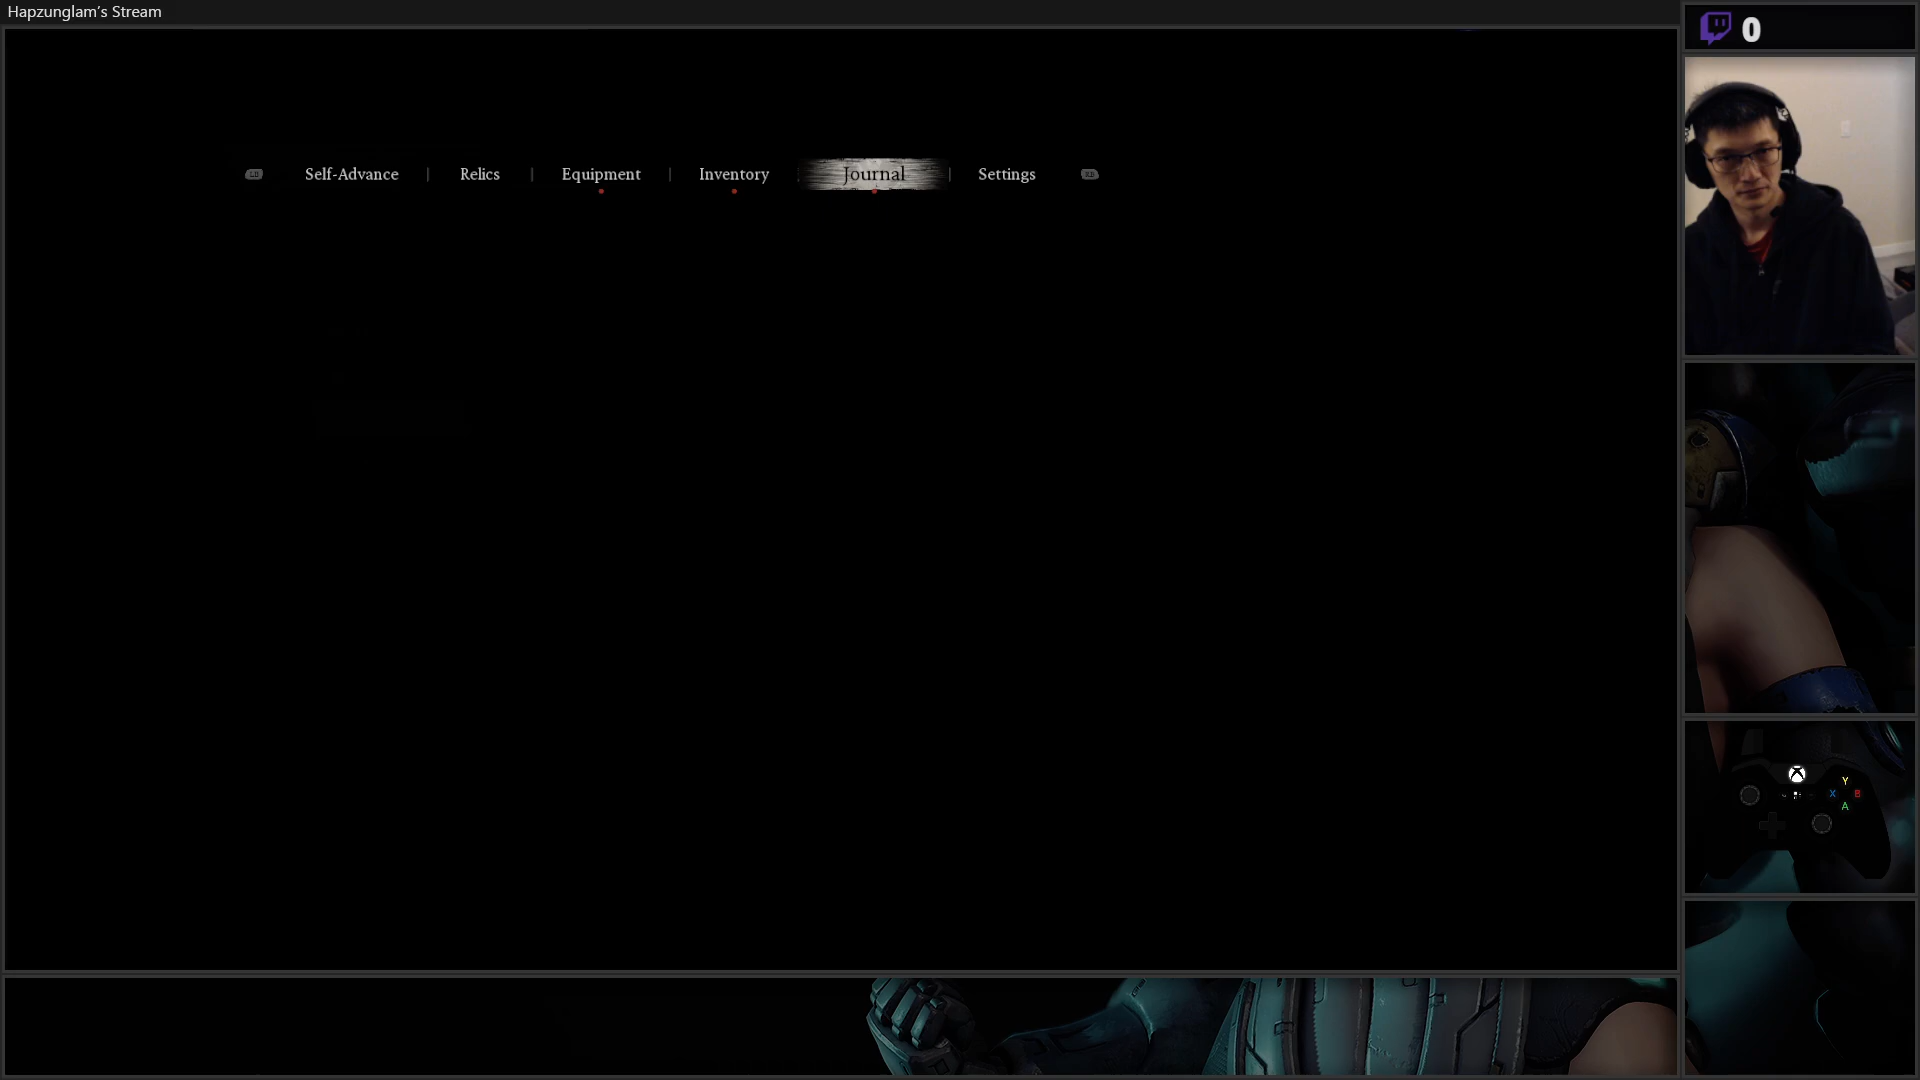 Hapzunglam's Stream
0
Self-Advance | Relics | Equipment | Inventory | Journal | Settings
Y
X B
A